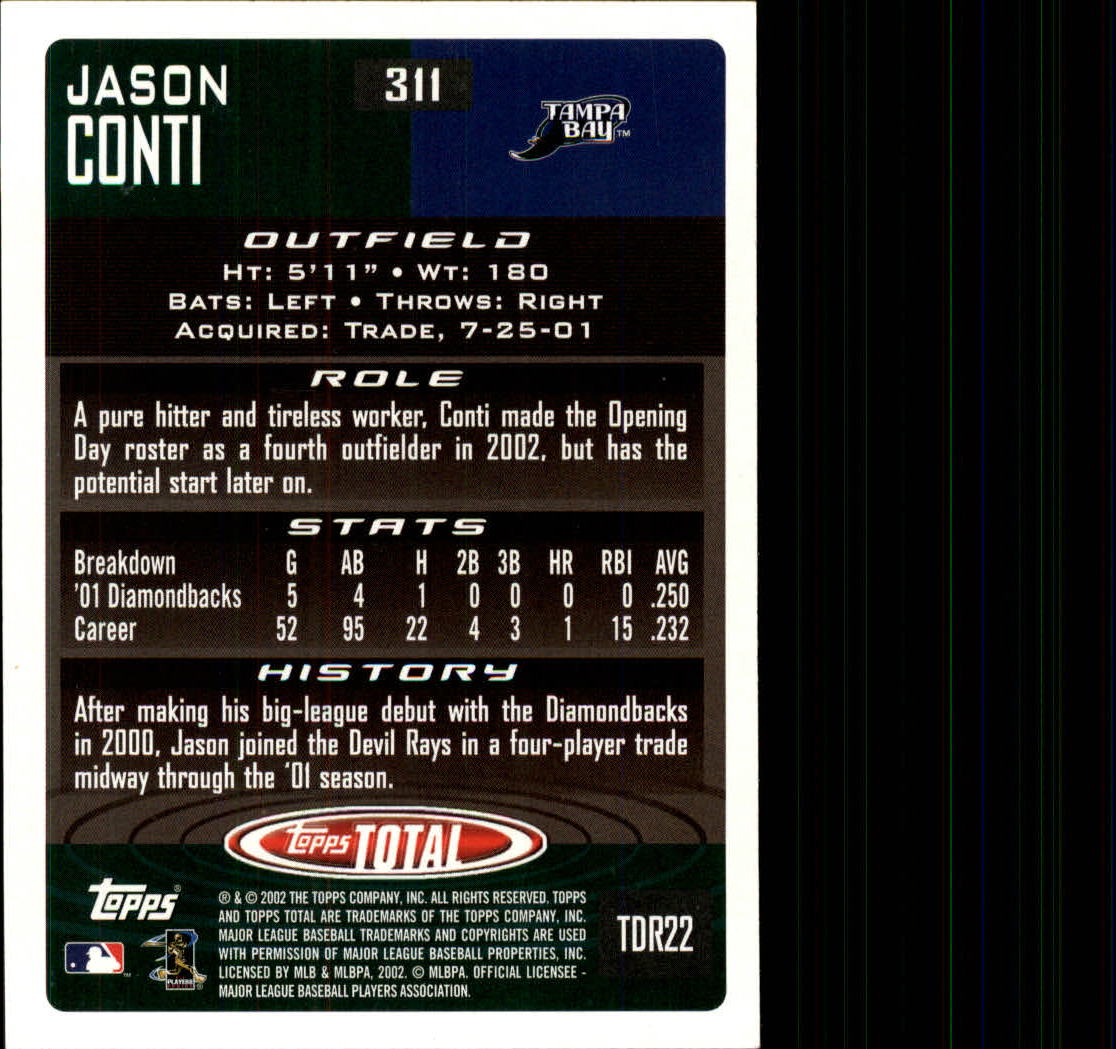 JASON
CONTI
311
TAMPA
BAY™
OUTFIELD
HT: 5'11" • WT: 180
BATS: LEFT • THROWS: RIGHT
ACQUIRED: TRADE, 7-25-01
ROLE
A pure hitter and tireless worker, Conti made the Opening
Day roster as a fourth outfielder in 2002, but has the
potential start later on.
STATS
Breakdown G AB H 2B 3B HR RBI AVG
'01 Diamondbacks 5 4 1 0 0 0 0 .250
Career 52 95 22 4 3 1 15 .232
HISTORY
After making his big-league debut with the Diamondbacks
in 2000, Jason joined the Devil Rays in a four-player trade
midway through the '01 season.
topps TOTAL
topps®
® & © 2002 THE TOPPS COMPANY, INC. ALL RIGHTS RESERVED. TOPPS
AND TOPPS TOTAL ARE TRADEMARKS OF THE TOPPS COMPANY, INC.
MAJOR LEAGUE BASEBALL TRADEMARKS AND COPYRIGHTS ARE USED
WITH PERMISSION OF MAJOR LEAGUE BASEBALL PROPERTIES, INC.
LICENSED BY MLB & MLBPA, 2002. © MLBPA. OFFICIAL LICENSEE -
MAJOR LEAGUE BASEBALL PLAYERS ASSOCIATION.
TDR22
PLAYERS